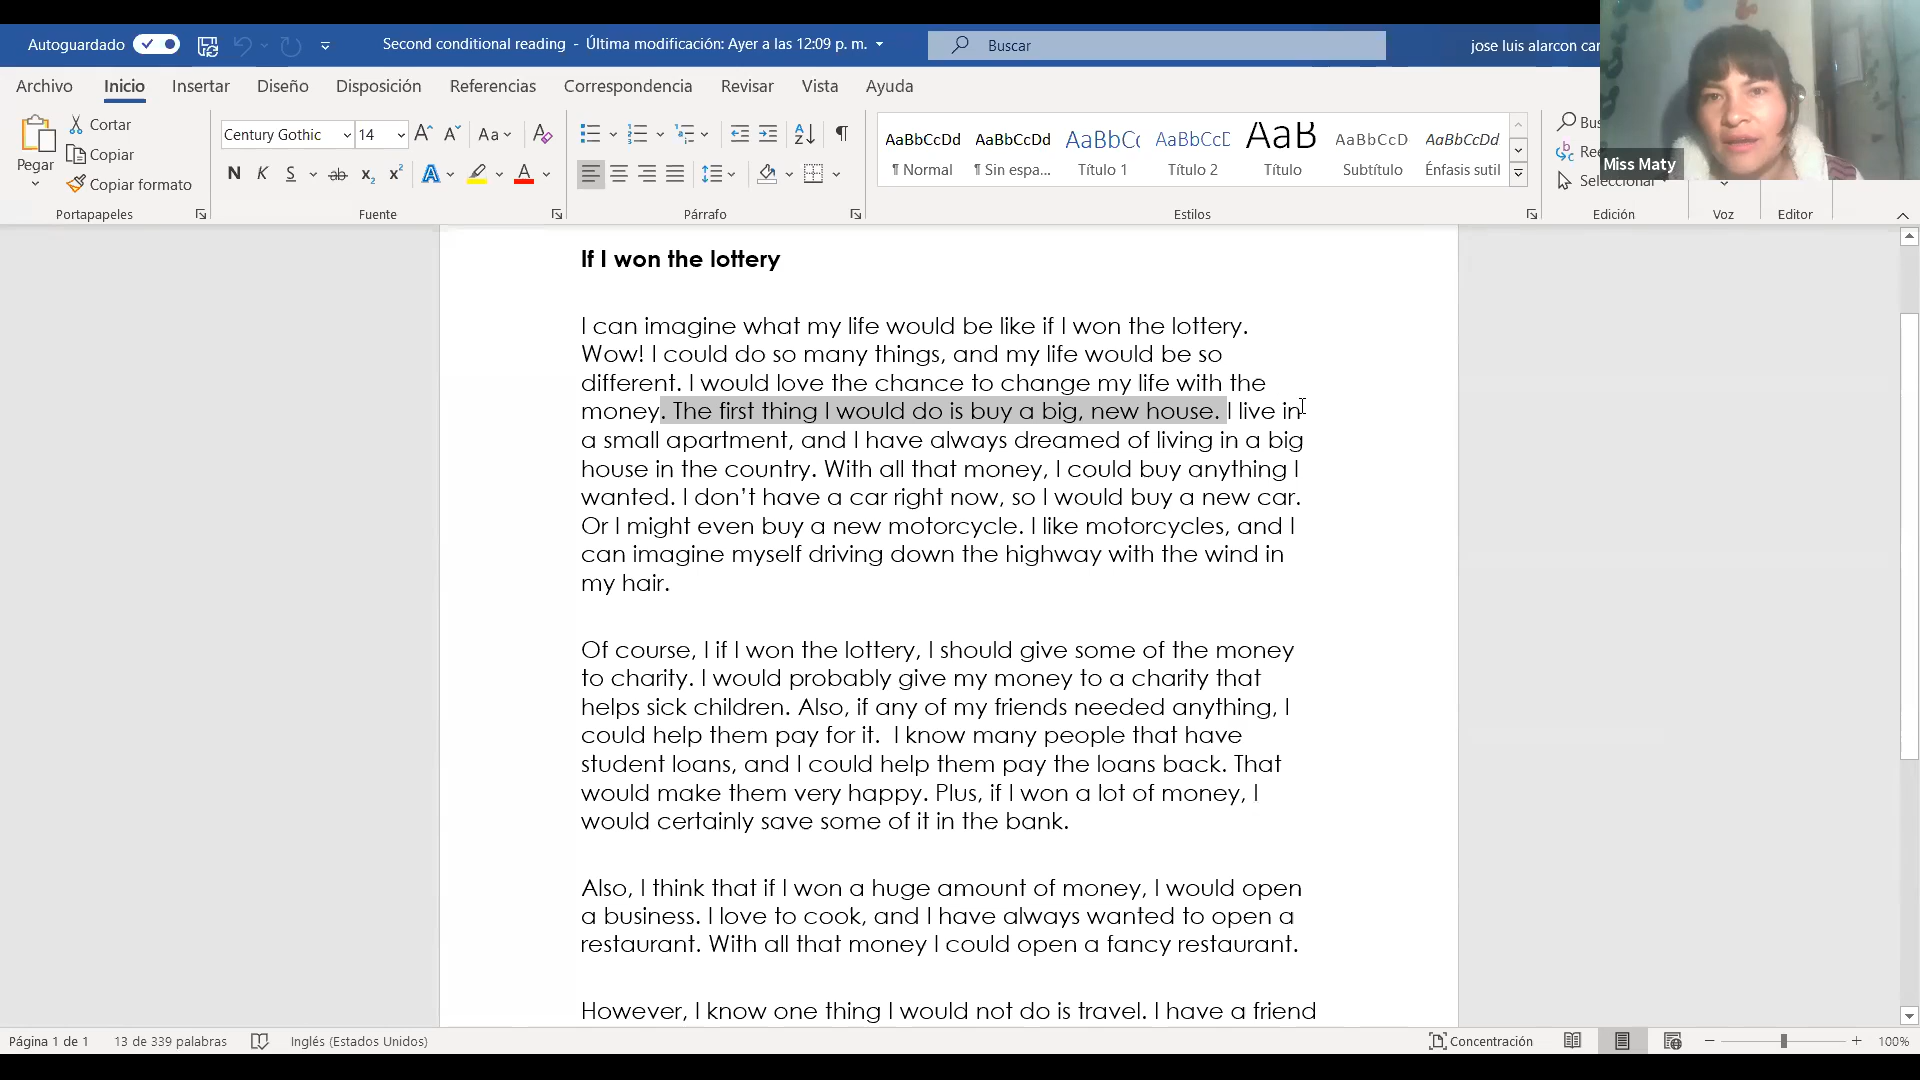 Autoguardado
Second conditional reading - Última modificación: Ayer a las 12:09 p. m.
Buscar
jose luis alarcon
Archivo Inicio Insertar Diseño Disposición Referencias Correspondencia Revisar Vista Ayuda
Pegar
Cortar
Copiar
Copiar formato
Portapapeles
Century Gothic 14
Aa
N K S ab x₂ x²
A A
Fuente
Párrafo
AaBbCcDd AaBbCcDd AaBbCc AaBbCcD AaB AaBbCcD AaBbCcDd
¶ Normal ¶ Sin espa... Título 1 Título 2 Título Subtítulo Énfasis sutil
Estilos
Seleccionar
Edición
Voz
Editor
Miss Maty
If I won the lottery
I can imagine what my life would be like if I won the lottery.
Wow! I could do so many things, and my life would be so
different. I would love the chance to change my life with the
money. The first thing I would do is buy a big, new house. I live in
a small apartment, and I have always dreamed of living in a big
house in the country. With all that money, I could buy anything I
wanted. I don’t have a car right now, so I would buy a new car.
Or I might even buy a new motorcycle. I like motorcycles, and I
can imagine myself driving down the highway with the wind in
my hair.
Of course, I if I won the lottery, I should give some of the money
to charity. I would probably give my money to a charity that
helps sick children. Also, if any of my friends needed anything, I
could help them pay for it.  I know many people that have
student loans, and I could help them pay the loans back. That
would make them very happy. Plus, if I won a lot of money, I
would certainly save some of it in the bank.
Also, I think that if I won a huge amount of money, I would open
a business. I love to cook, and I have always wanted to open a
restaurant. With all that money I could open a fancy restaurant.
However, I know one thing I would not do is travel. I have a friend
Página 1 de 1 13 de 339 palabras Inglés (Estados Unidos) Concentración 100%